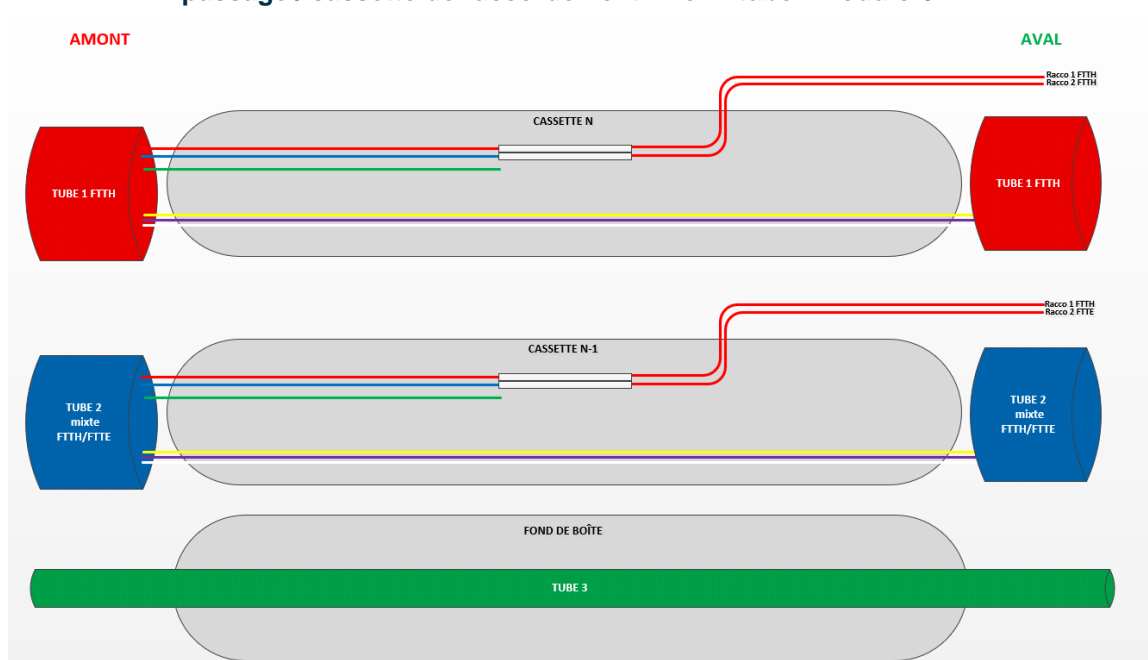 AMONT
AVAL
Racco 1 FTTH
Racco 2 FTTH
CASSETTE N
TUBE 1 FTTH
TUBE 1 FTTH
Racco 1 FTTH
Racco 2 FTTE
CASSETTE N-1
TUBE 2
mixte
FTTH/FTTE
TUBE 2
mixte
FTTH/FTTE
FOND DE BOÎTE
TUBE 3